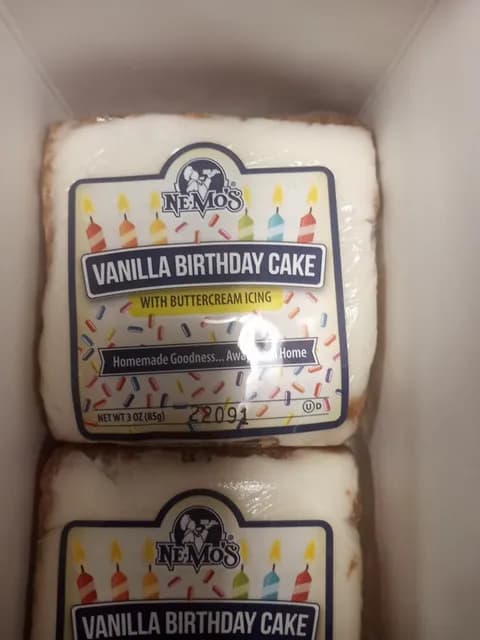 NE-MO'S®
VANILLA BIRTHDAY CAKE
WITH BUTTERCREAM ICING
Homemade Goodness... Home
NET WT 3 OZ (85g)
22091
U D
NE-MO'S
VANILLA BIRTHDAY CAKE